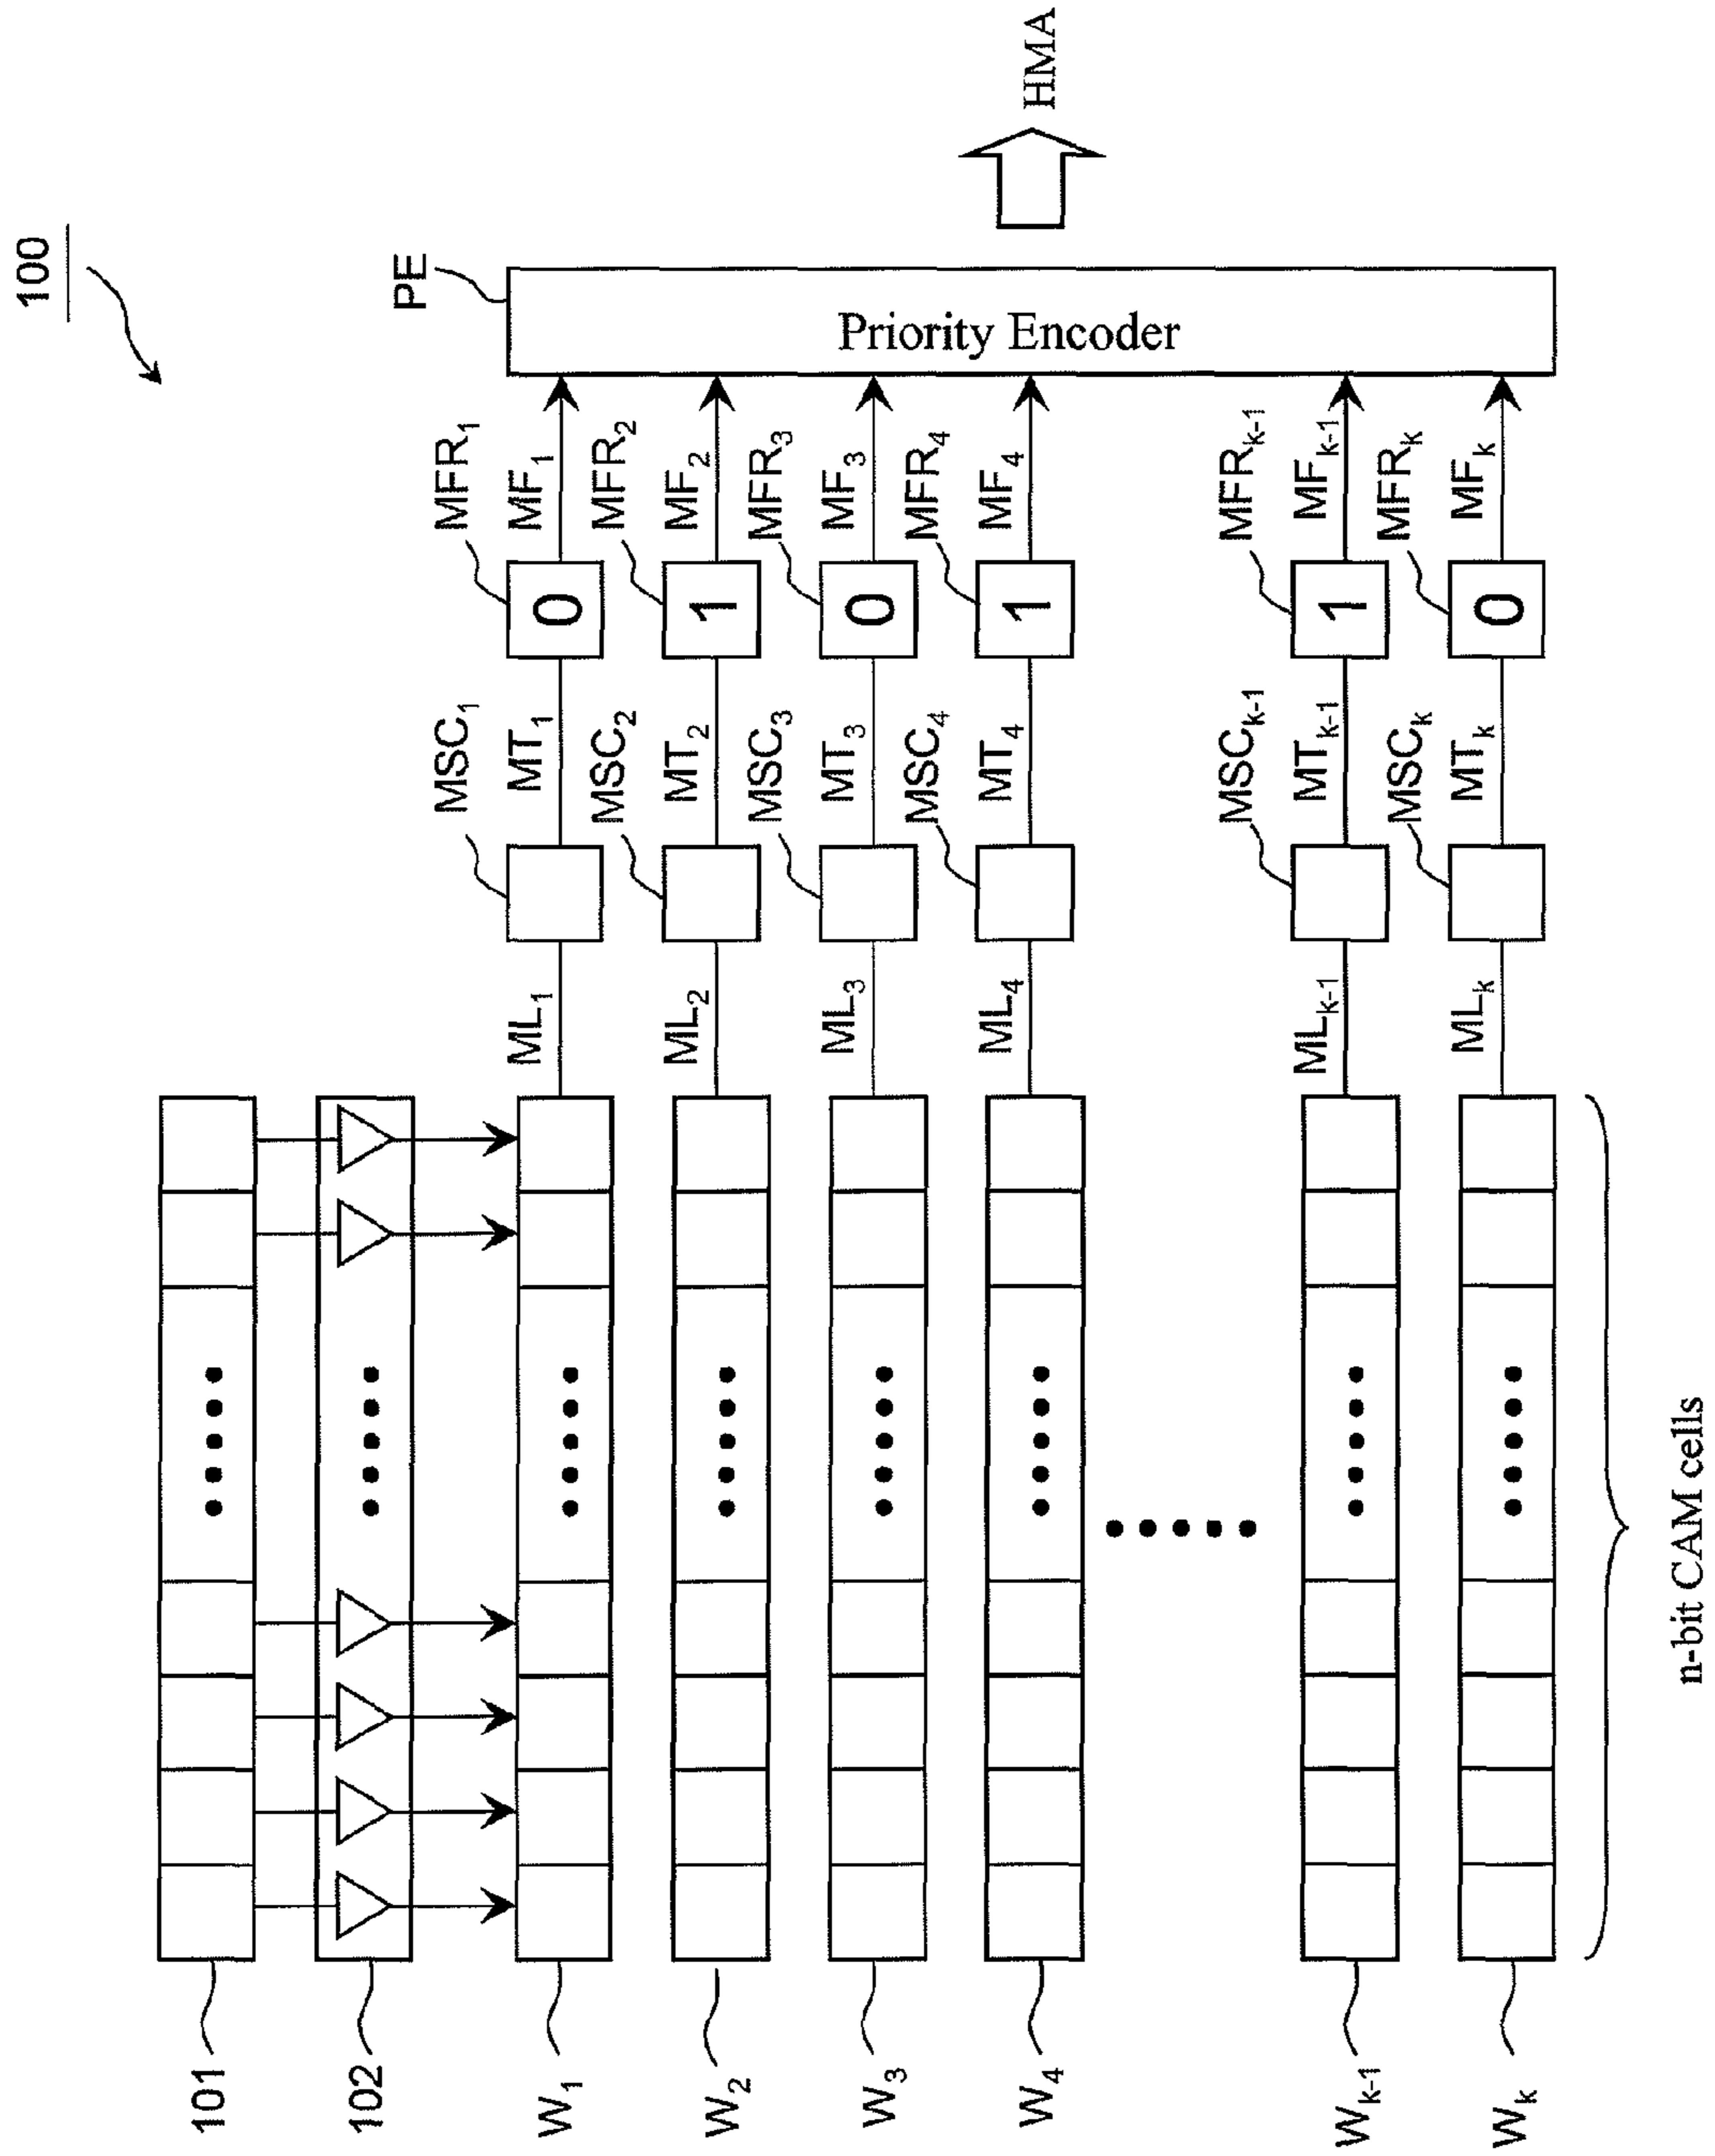 100
101
102
W1
W2
W3
W4
Wk-1
Wk
n-bit CAM cells
ML1
ML2
ML3
ML4
MLk-1
MLk
MSC1
MSC2
MSC3
MSC4
MSCk-1
MSCk
MT1
MT2
MT3
MT4
MTk-1
MTk
0
1
0
1
1
0
MFR1
MFR2
MFR3
MFR4
MFRk-1
MFRk
MF1
MF2
MF3
MF4
MFk-1
MFk
PE
Priority Encoder
HMA